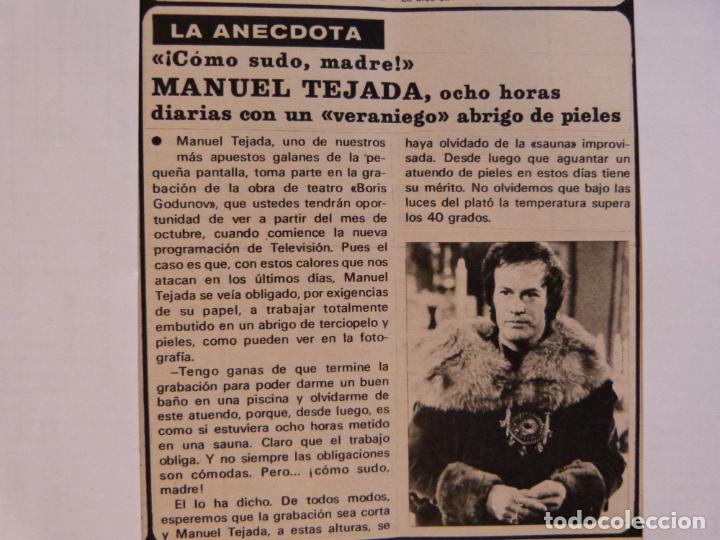 LA ANECDOTA
«¡Cómo sudo, madre!»
MANUEL TEJADA, ocho horas
diarias con un «veraniego» abrigo de pieles
● Manuel Tejada, uno de nuestros
más apuestos galanes de la pe-
queña pantalla, toma parte en la gra-
bación de la obra de teatro «Boris
Godunov», que ustedes tendrán opor-
tunidad de ver a partir del mes de
octubre, cuando comience la nueva
programación de Televisión. Pues el
caso es que, con estos calores que nos
atacan en los últimos días, Manuel
Tejada se veía obligado, por exigencias
de su papel, a trabajar totalmente
embutido en un abrigo de terciopelo y
pieles, como pueden ver en la foto-
grafía.
—Tengo ganas de que termine la
grabación para poder darme un buen
baño en una piscina y olvidarme de
este atuendo, porque, desde luego, es
como si estuviera ocho horas metido
en una sauna. Claro que el trabajo
obliga. Y no siempre las obligaciones
son cómodas. Pero... ¡cómo sudo,
madre!
El lo ha dicho. De todos modos,
esperemos que la grabación sea corta
y Manuel Tejada, a estas alturas, se
haya olvidado de la «sauna» improvi-
sada. Desde luego que aguantar un
atuendo de pieles en estos días tiene
su mérito. No olvidemos que bajo las
luces del plató la temperatura supera
los 40 grados.
todocoleccion